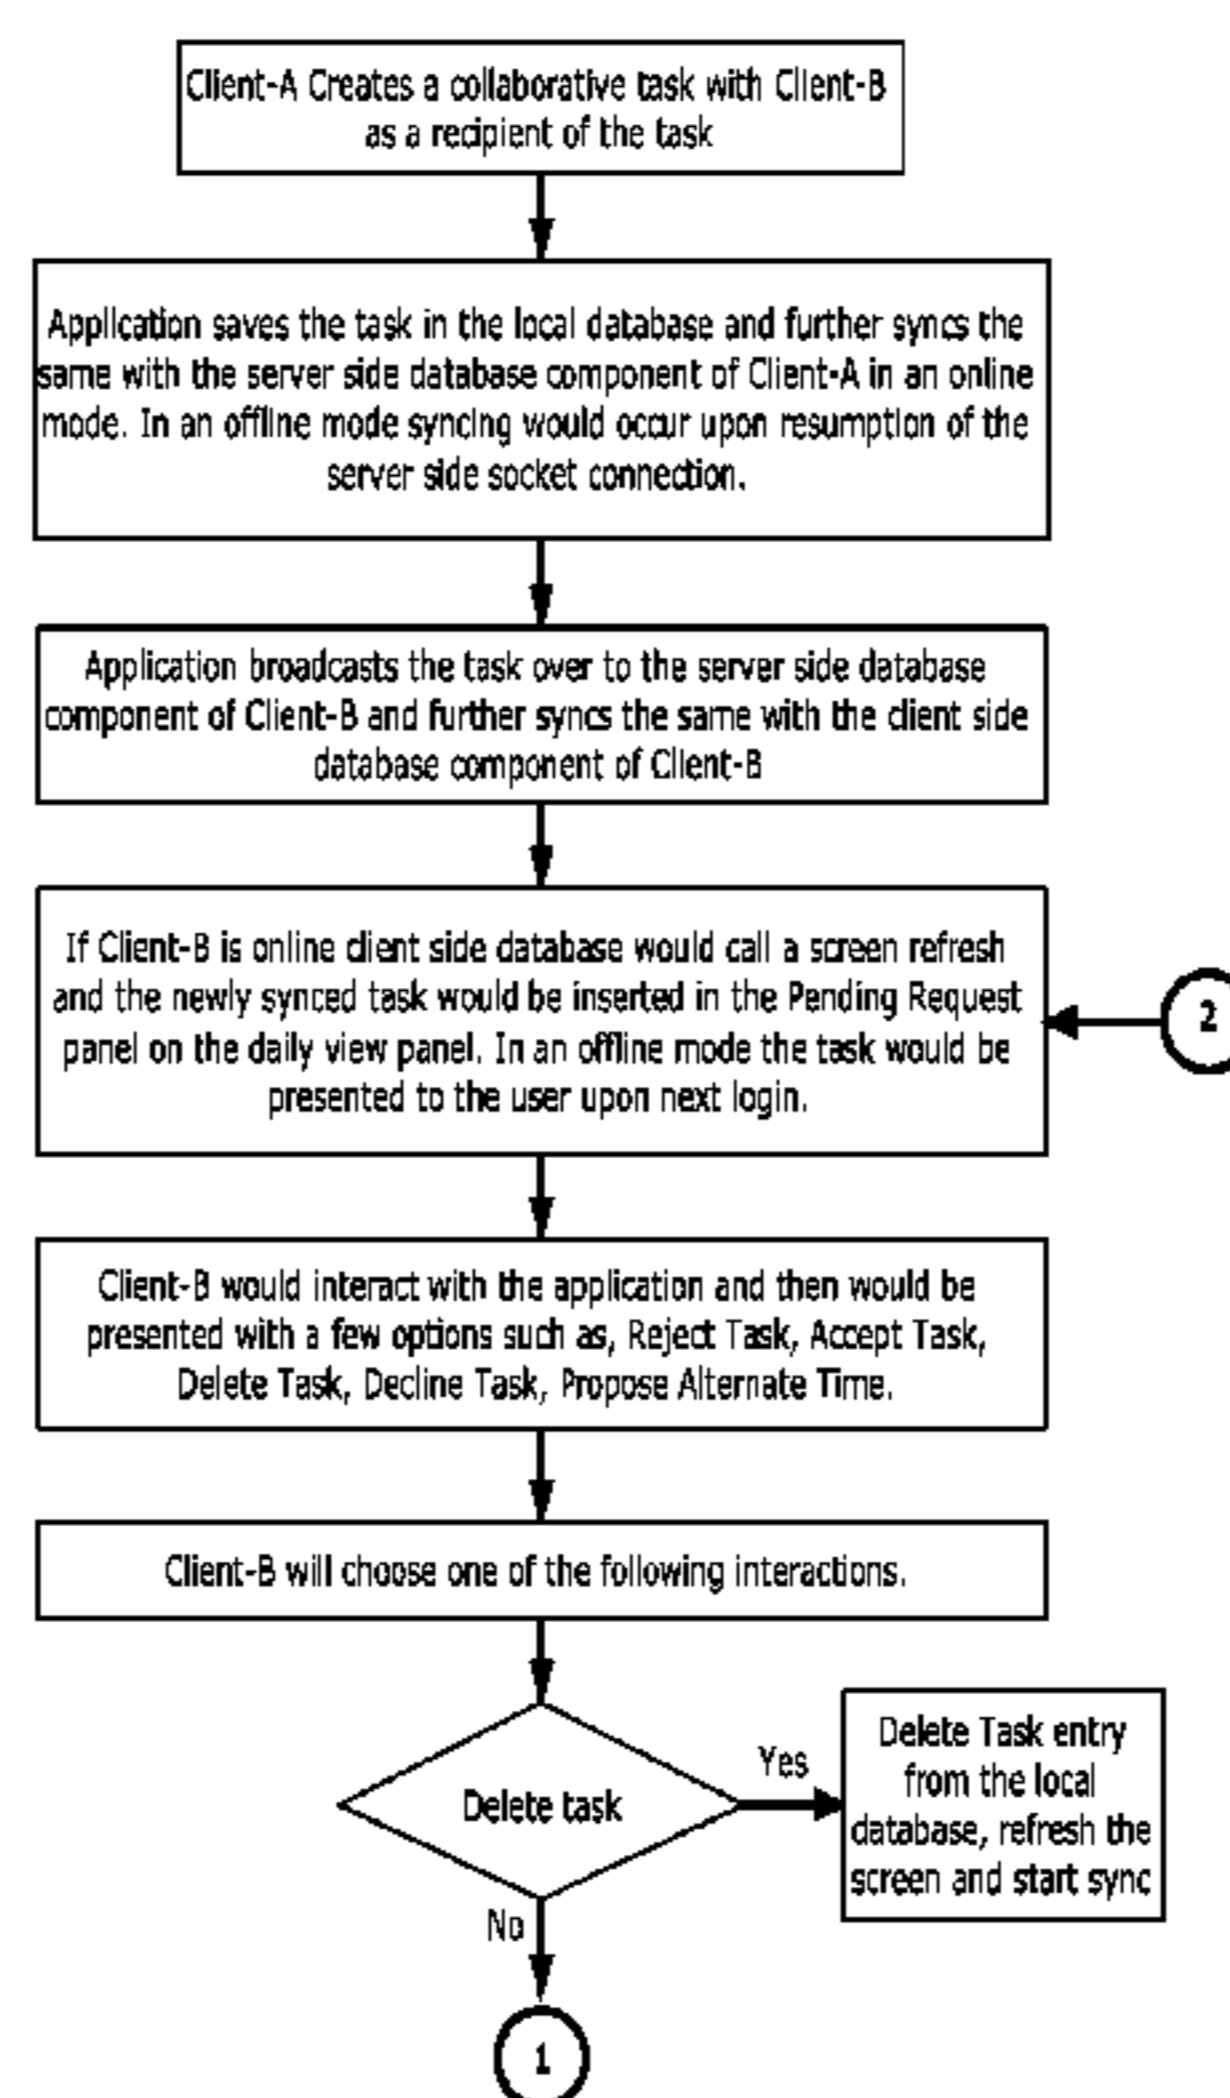 Client-A Creates a collaborative task with Client-B
as a recipient of the task
Application saves the task in the local database and further syncs the
same with the server side database component of Client-A in an online
mode. In an offline mode syncing would occur upon resumption of the
server side socket connection.
Application broadcasts the task over to the server side database
component of Client-B and further syncs the same with the client side
database component of Client-B
If Client-B is online client side database would call a screen refresh
and the newly synced task would be inserted in the Pending Request
panel on the daily view panel. In an offline mode the task would be
presented to the user upon next login.
2
Client-B would interact with the application and then would be
presented with a few options such as, Reject Task, Accept Task,
Delete Task, Decline Task, Propose Alternate Time.
Client-B will choose one of the following interactions.
Delete task
Yes
Delete Task entry
from the local
database, refresh the
screen and start sync
No
1